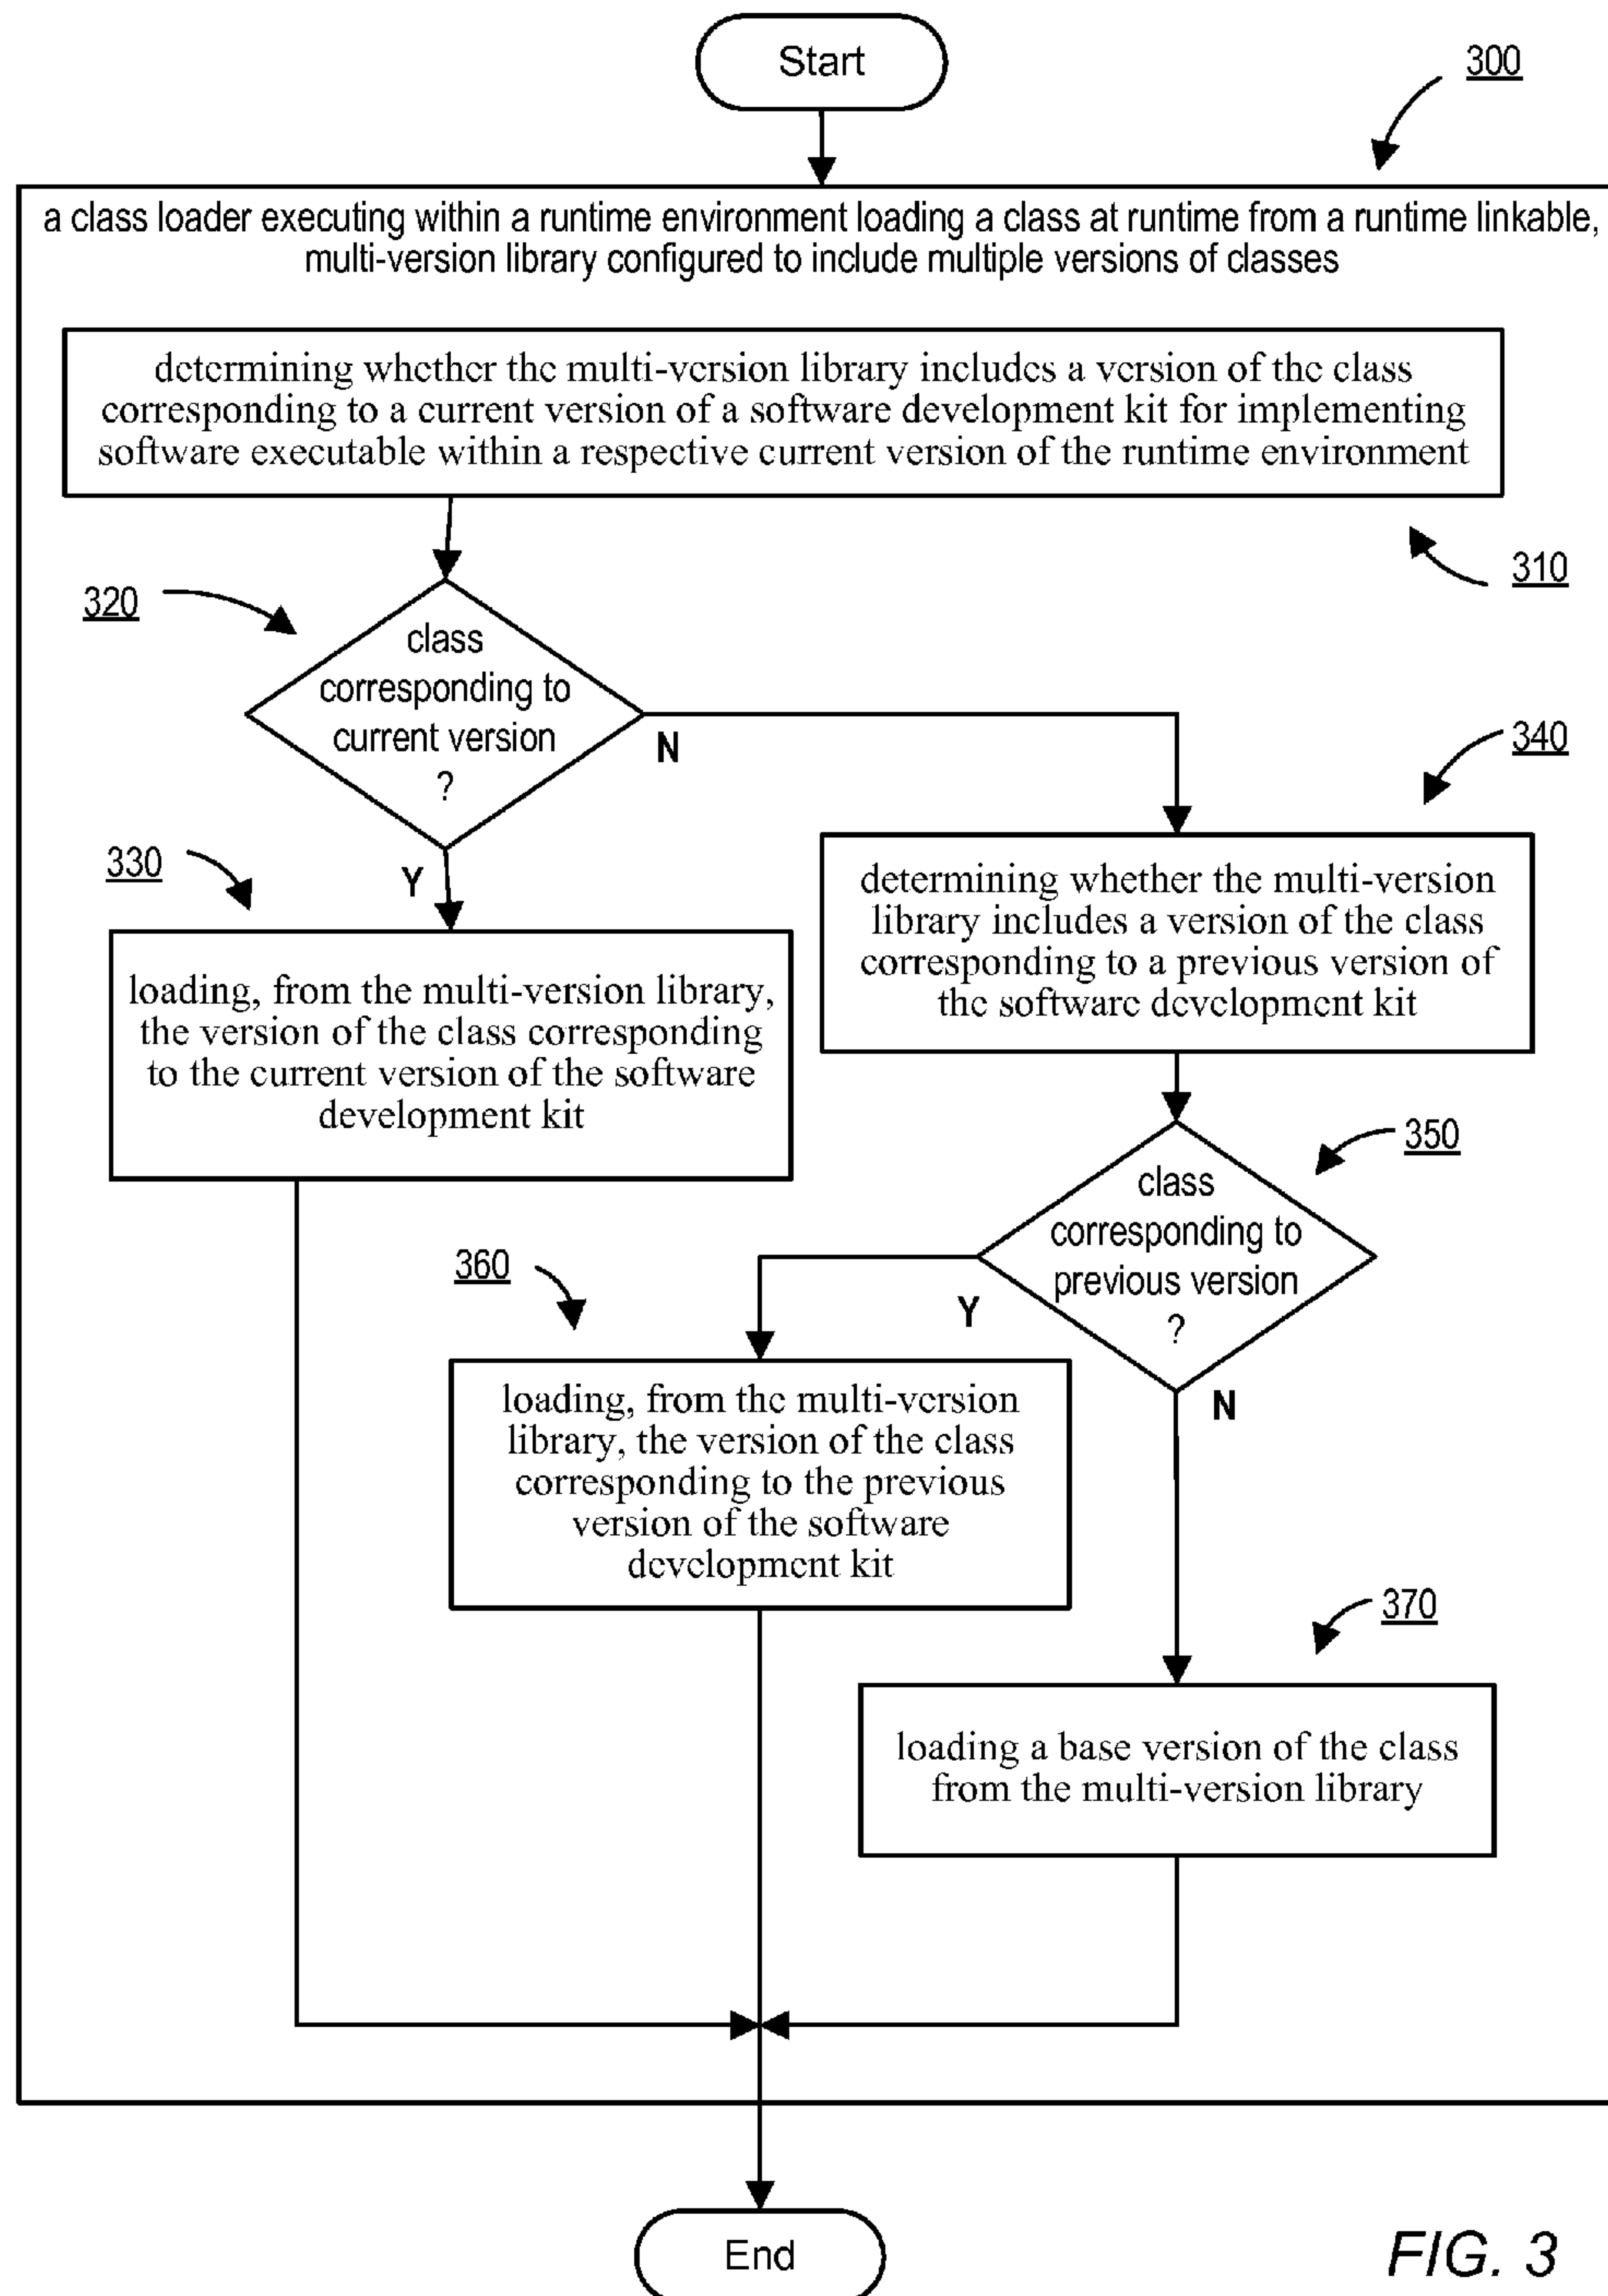 Start
300
a class loader executing within a runtime environment loading a class at runtime from a runtime linkable,
multi-version library configured to include multiple versions of classes
determining whether the multi-version library includes a version of the class
corresponding to a current version of a software development kit for implementing
software executable within a respective current version of the runtime environment
310
320
class
corresponding to
current version
?
N
Y
340
330
determining whether the multi-version
library includes a version of the class
corresponding to a previous version of
the software development kit
loading, from the multi-version library,
the version of the class corresponding
to the current version of the software
development kit
350
class
corresponding to
previous version
?
Y
N
360
loading, from the multi-version
library, the version of the class
corresponding to the previous
version of the software
development kit
370
loading a base version of the class
from the multi-version library
End
FIG. 3